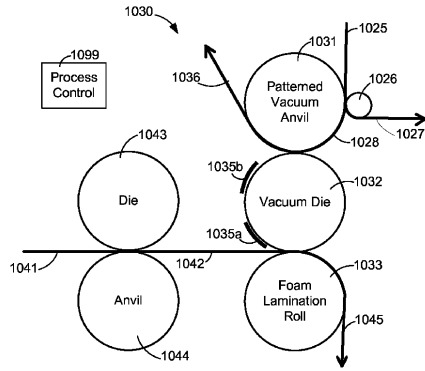 1030
1031
1025
1099
1036
1026
Process
Control
Patterned
Vacuum
Anvil
1027
1028
1043
1035b
1032
Die
Vacuum Die
1035a
1041
1042
1033
Anvil
Foam
Lamination
Roll
1045
1044